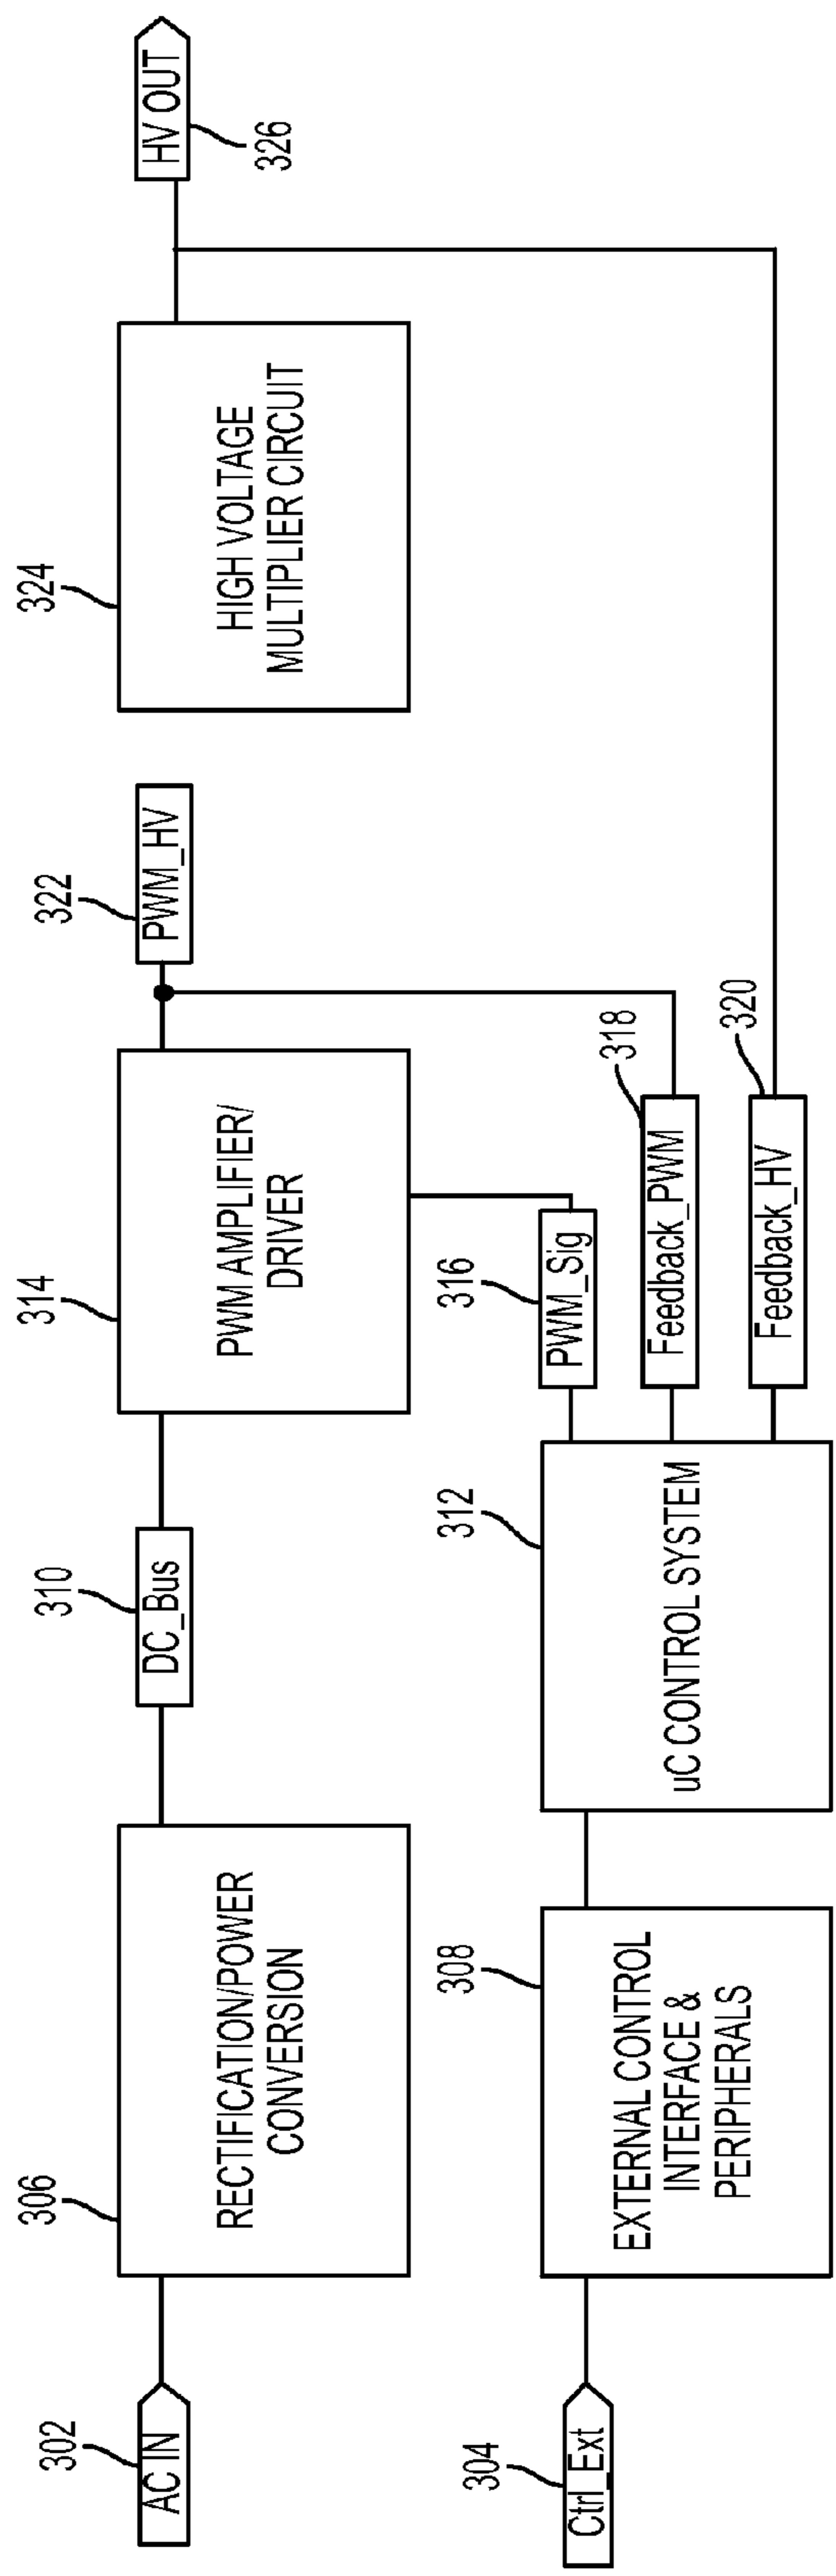 302
AC IN
306
RECTIFICATION/POWER
CONVERSION
310
DC_Bus
314
PWM AMPLIFIER/
DRIVER
322
PWM_HV
324
HIGH VOLTAGE
MULTIPLIER CIRCUIT
HV OUT
326
304
Ctrl_Ext
308
EXTERNAL CONTROL
INTERFACE &
PERIPHERALS
312
uC CONTROL SYSTEM
316
PWM_Sig
318
Feedback_PWM
320
Feedback_HV